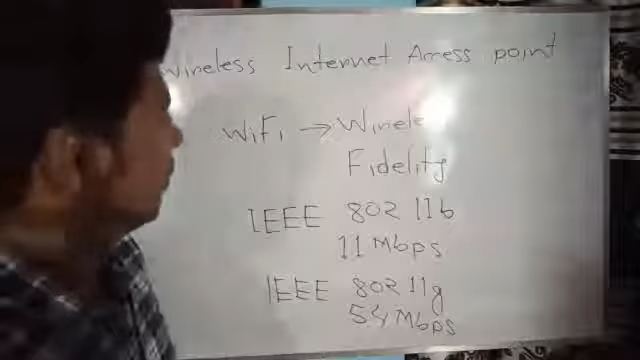 Wireless Internet Access point
WiFi → Wirele
Fidelity
IEEE 802 11b
11 Mbps
IEEE 802 11g
54 Mbps